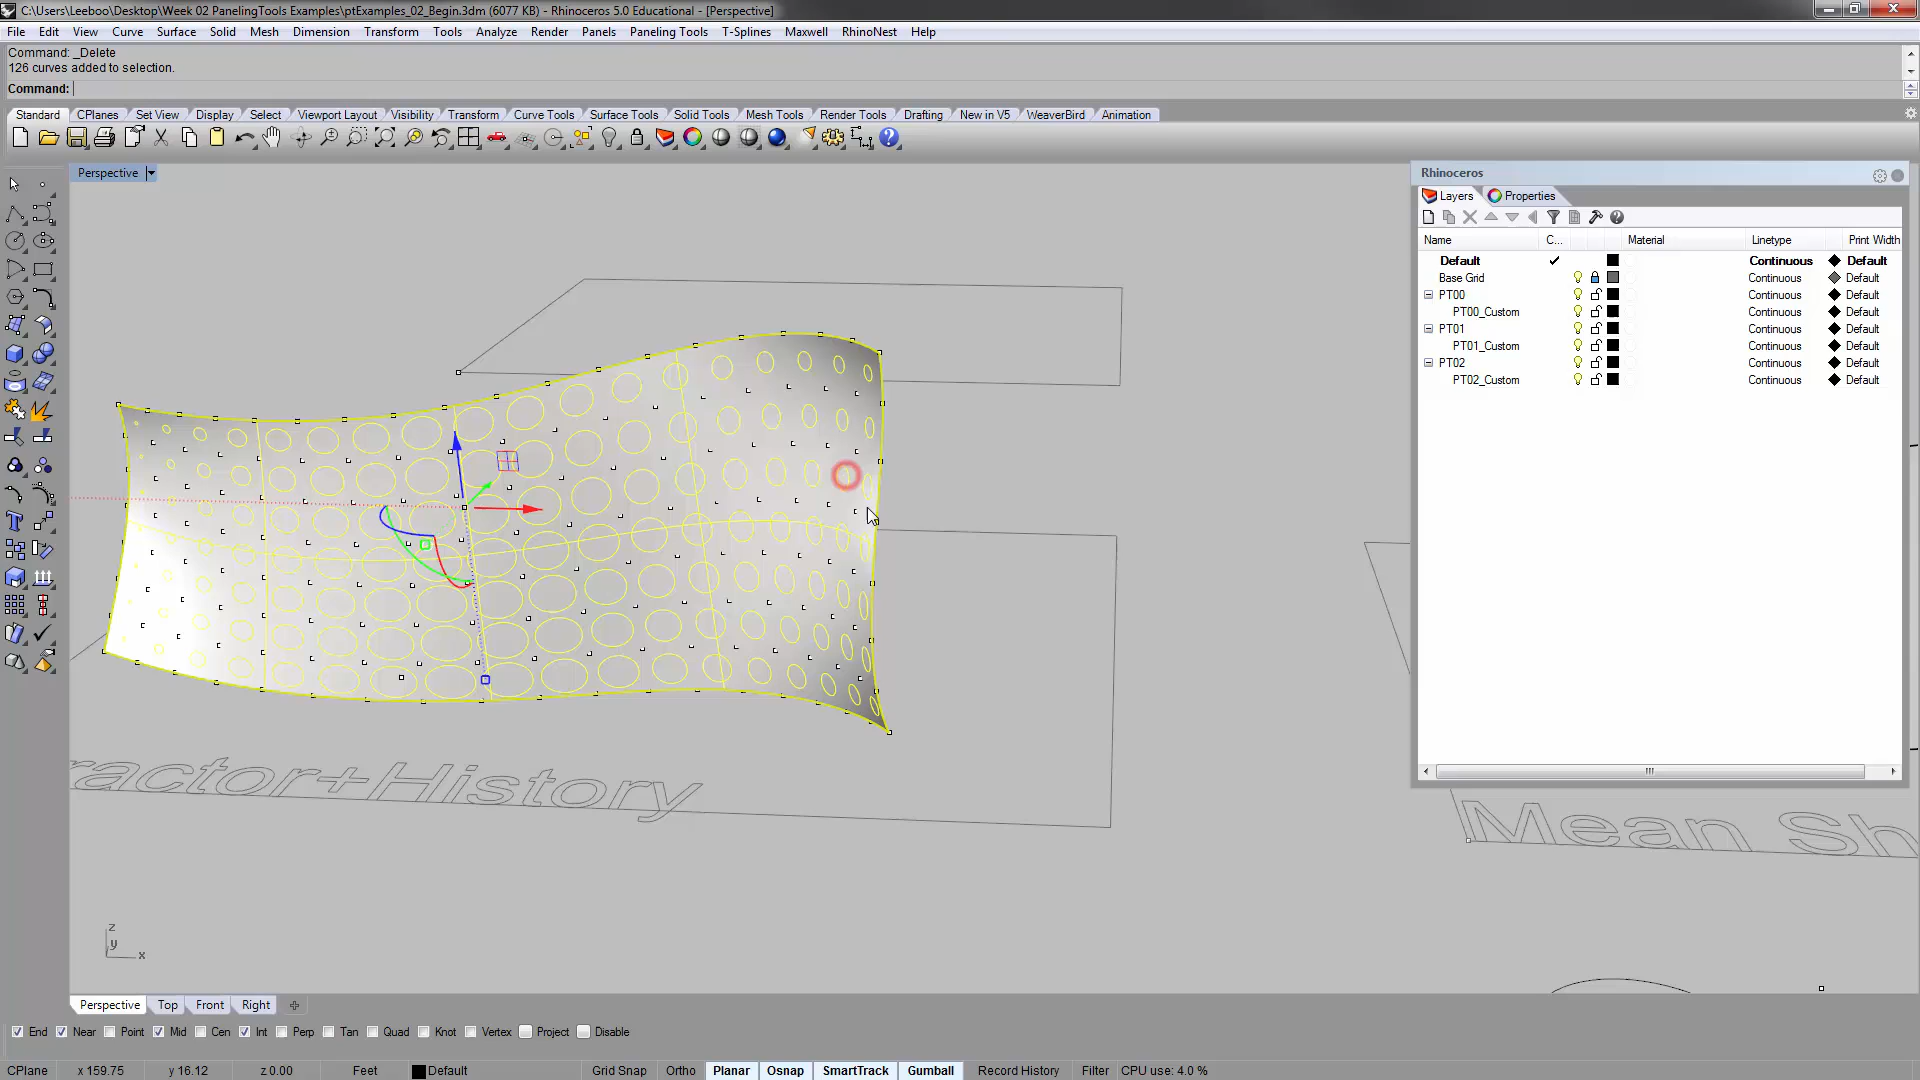 C:\Users\Leeboo\Desktop\Week 02 PanelingTools Examples\ptExamples_02_Begin.3dm (6077 KB) - Rhinoceros 5.0 Educational - [Perspective]
File Edit View Curve Surface Solid Mesh Dimension Transform Tools Analyze Render Panels Paneling Tools T-Splines Maxwell RhinoNest Help
Command: _Delete
126 curves added to selection.
Command:
Standard CPlanes Set View Display Select Viewport Layout Visibility Transform Curve Tools Surface Tools Solid Tools Mesh Tools Render Tools Drafting New in V5 WeaverBird Animation
Perspective
Rhinoceros
Layers Properties
Name C... Material Linetype Print Width
Default Continuous Default
Base Grid Continuous Default
PT00 Continuous Default
PT00_Custom Continuous Default
PT01 Continuous Default
PT01_Custom Continuous Default
PT02 Continuous Default
PT02_Custom Continuous Default
ractor+History
Mean Sh
z
y
x
Perspective Top Front Right
End Near Point Mid Cen Int Perp Tan Quad Knot Vertex Project Disable
CPlane x 159.75 y 16.12 z 0.00 Feet Default Grid Snap Ortho Planar Osnap SmartTrack Gumball Record History Filter CPU use: 4.0 %